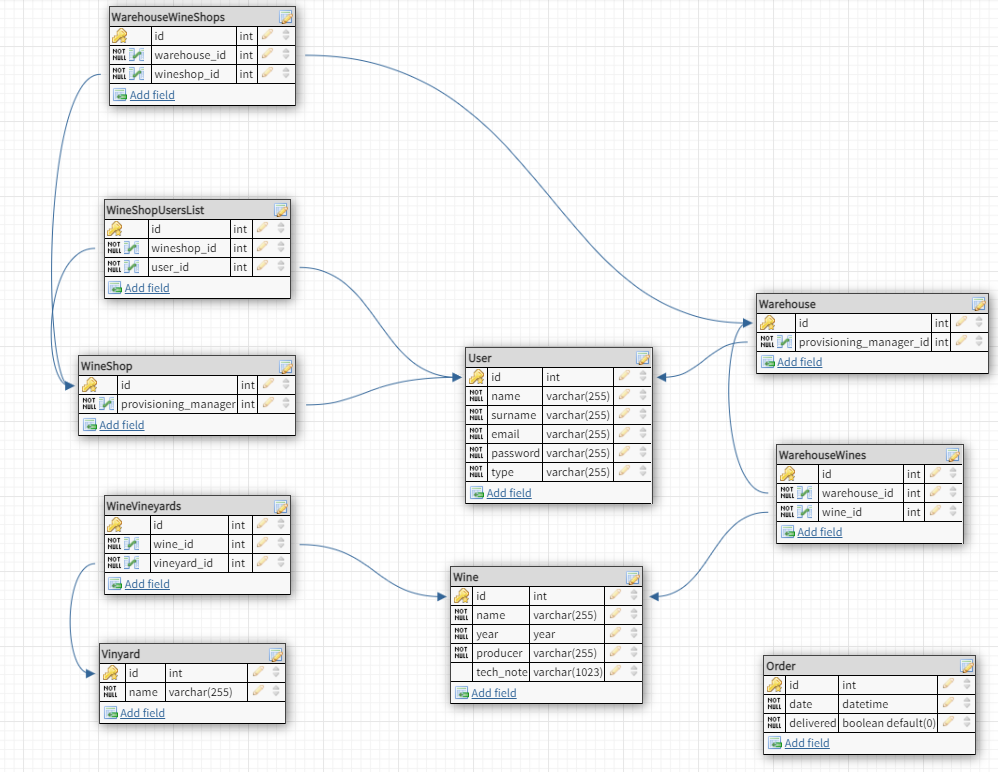 WarehouseWineShops
id int
NOT NULL warehouse_id int
NOT NULL wineshop_id int
Add field
WineShopUsersList
id int
NOT NULL wineshop_id int
NOT NULL user_id int
Add field
WineShop
id int
NOT NULL provisioning_manager int
Add field
User
id int
NOT NULL name varchar(255)
NOT NULL surname varchar(255)
NOT NULL email varchar(255)
NOT NULL password varchar(255)
NOT NULL type varchar(255)
Add field
Warehouse
id int
NOT NULL provisioning_manager_id int
Add field
WarehouseWines
id int
NOT NULL warehouse_id int
NOT NULL wine_id int
Add field
WineVineyards
id int
NOT NULL wine_id int
NOT NULL vineyard_id int
Add field
Vinyard
id int
NOT NULL name varchar(255)
Add field
Wine
id int
NOT NULL name varchar(255)
NOT NULL year year
NOT NULL producer varchar(255)
tech_note varchar(1023)
Add field
Order
id int
NOT NULL date datetime
NOT NULL delivered boolean default(0)
Add field